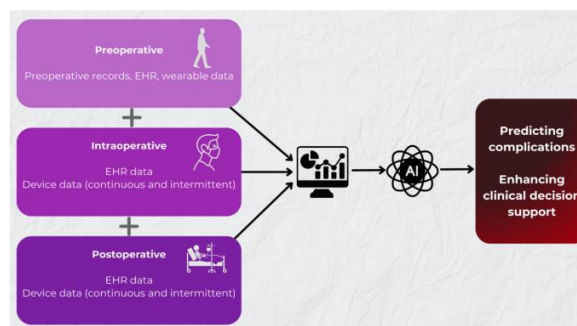 Preoperative
Preoperative records, EHR, wearable data
+
Intraoperative
EHR data
Device data (continuous and intermittent)
+
Postoperative
EHR data
Device data (continuous and intermittent)
AI
Predicting
complications
Enhancing
clinical decision
support